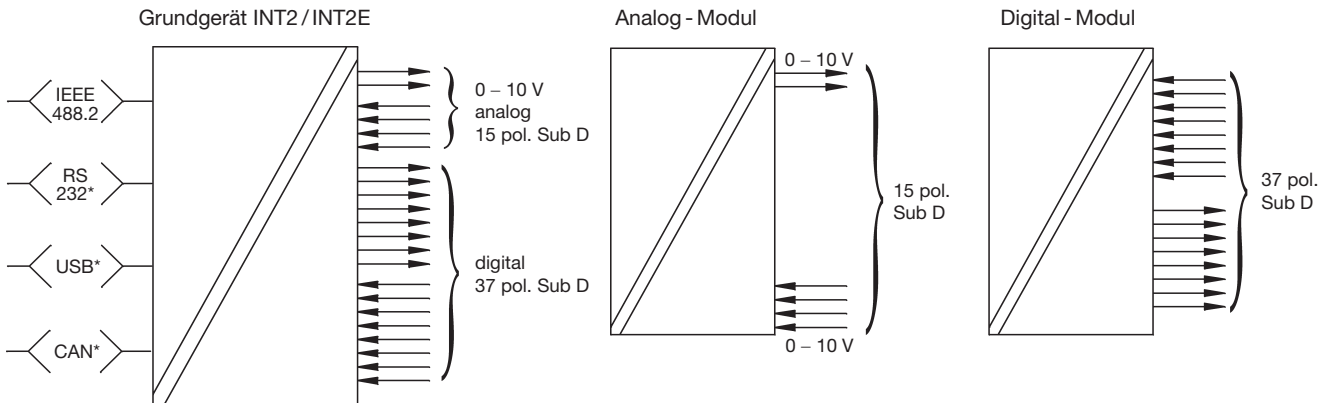 Grundgerät INT2 / INT2E
IEEE
488.2
RS
232*
USB*
CAN*
0 – 10 V
analog
15 pol. Sub D
digital
37 pol. Sub D
Analog - Modul
0 – 10 V
15 pol.
Sub D
0 – 10 V
Digital - Modul
37 pol.
Sub D